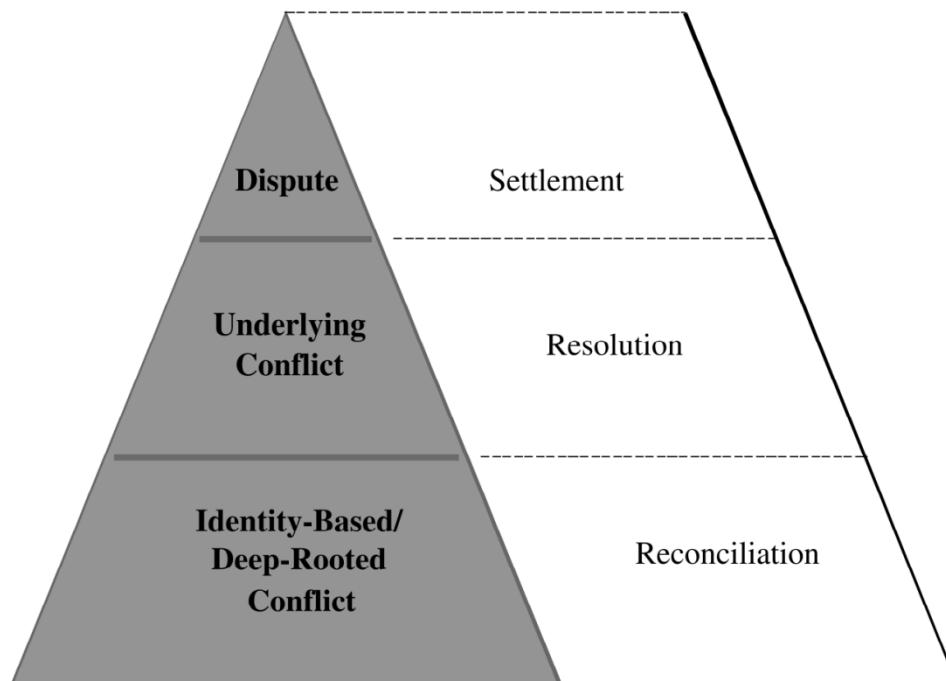 Dispute
Settlement
Underlying
Conflict
Resolution
Identity-Based/
Deep-Rooted
Conflict
Reconciliation